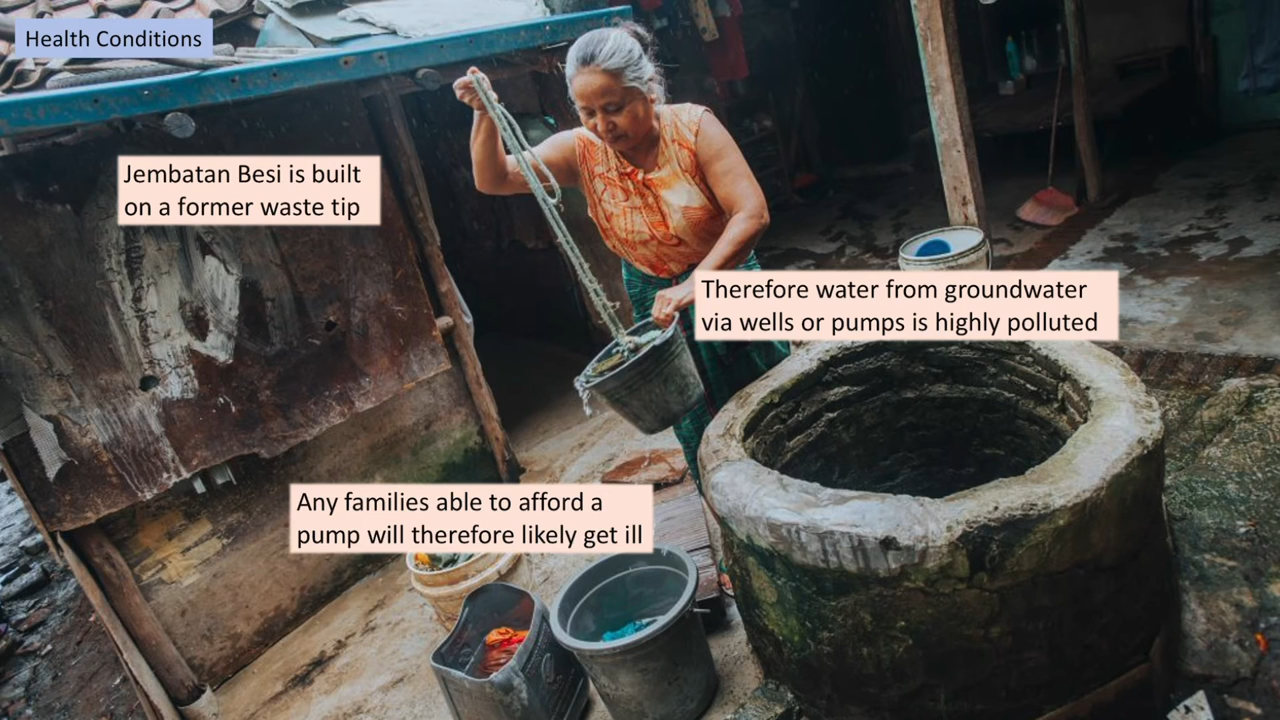 Health Conditions
Jembatan Besi is built
on a former waste tip
Therefore water from groundwater
via wells or pumps is highly polluted
Any families able to afford a
pump will therefore likely get ill